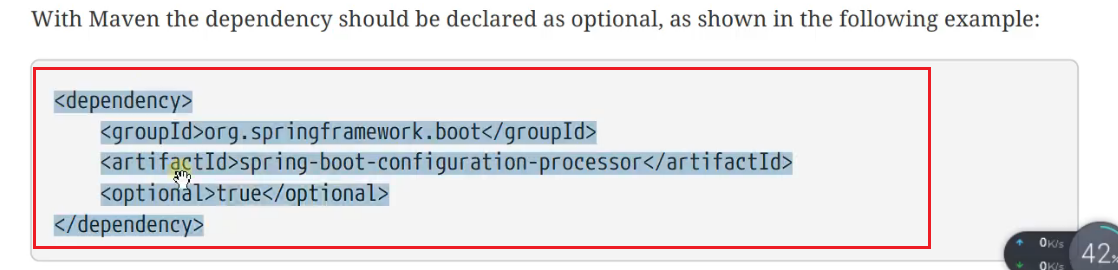 With Maven the dependency should be declared as optional, as shown in the following example:
<dependency>
<groupId>org.springframework.boot</groupId>
<artifactId>spring-boot-configuration-processor</artifactId>
<optional>true</optional>
</dependency>
0K/s
42%
0K/s